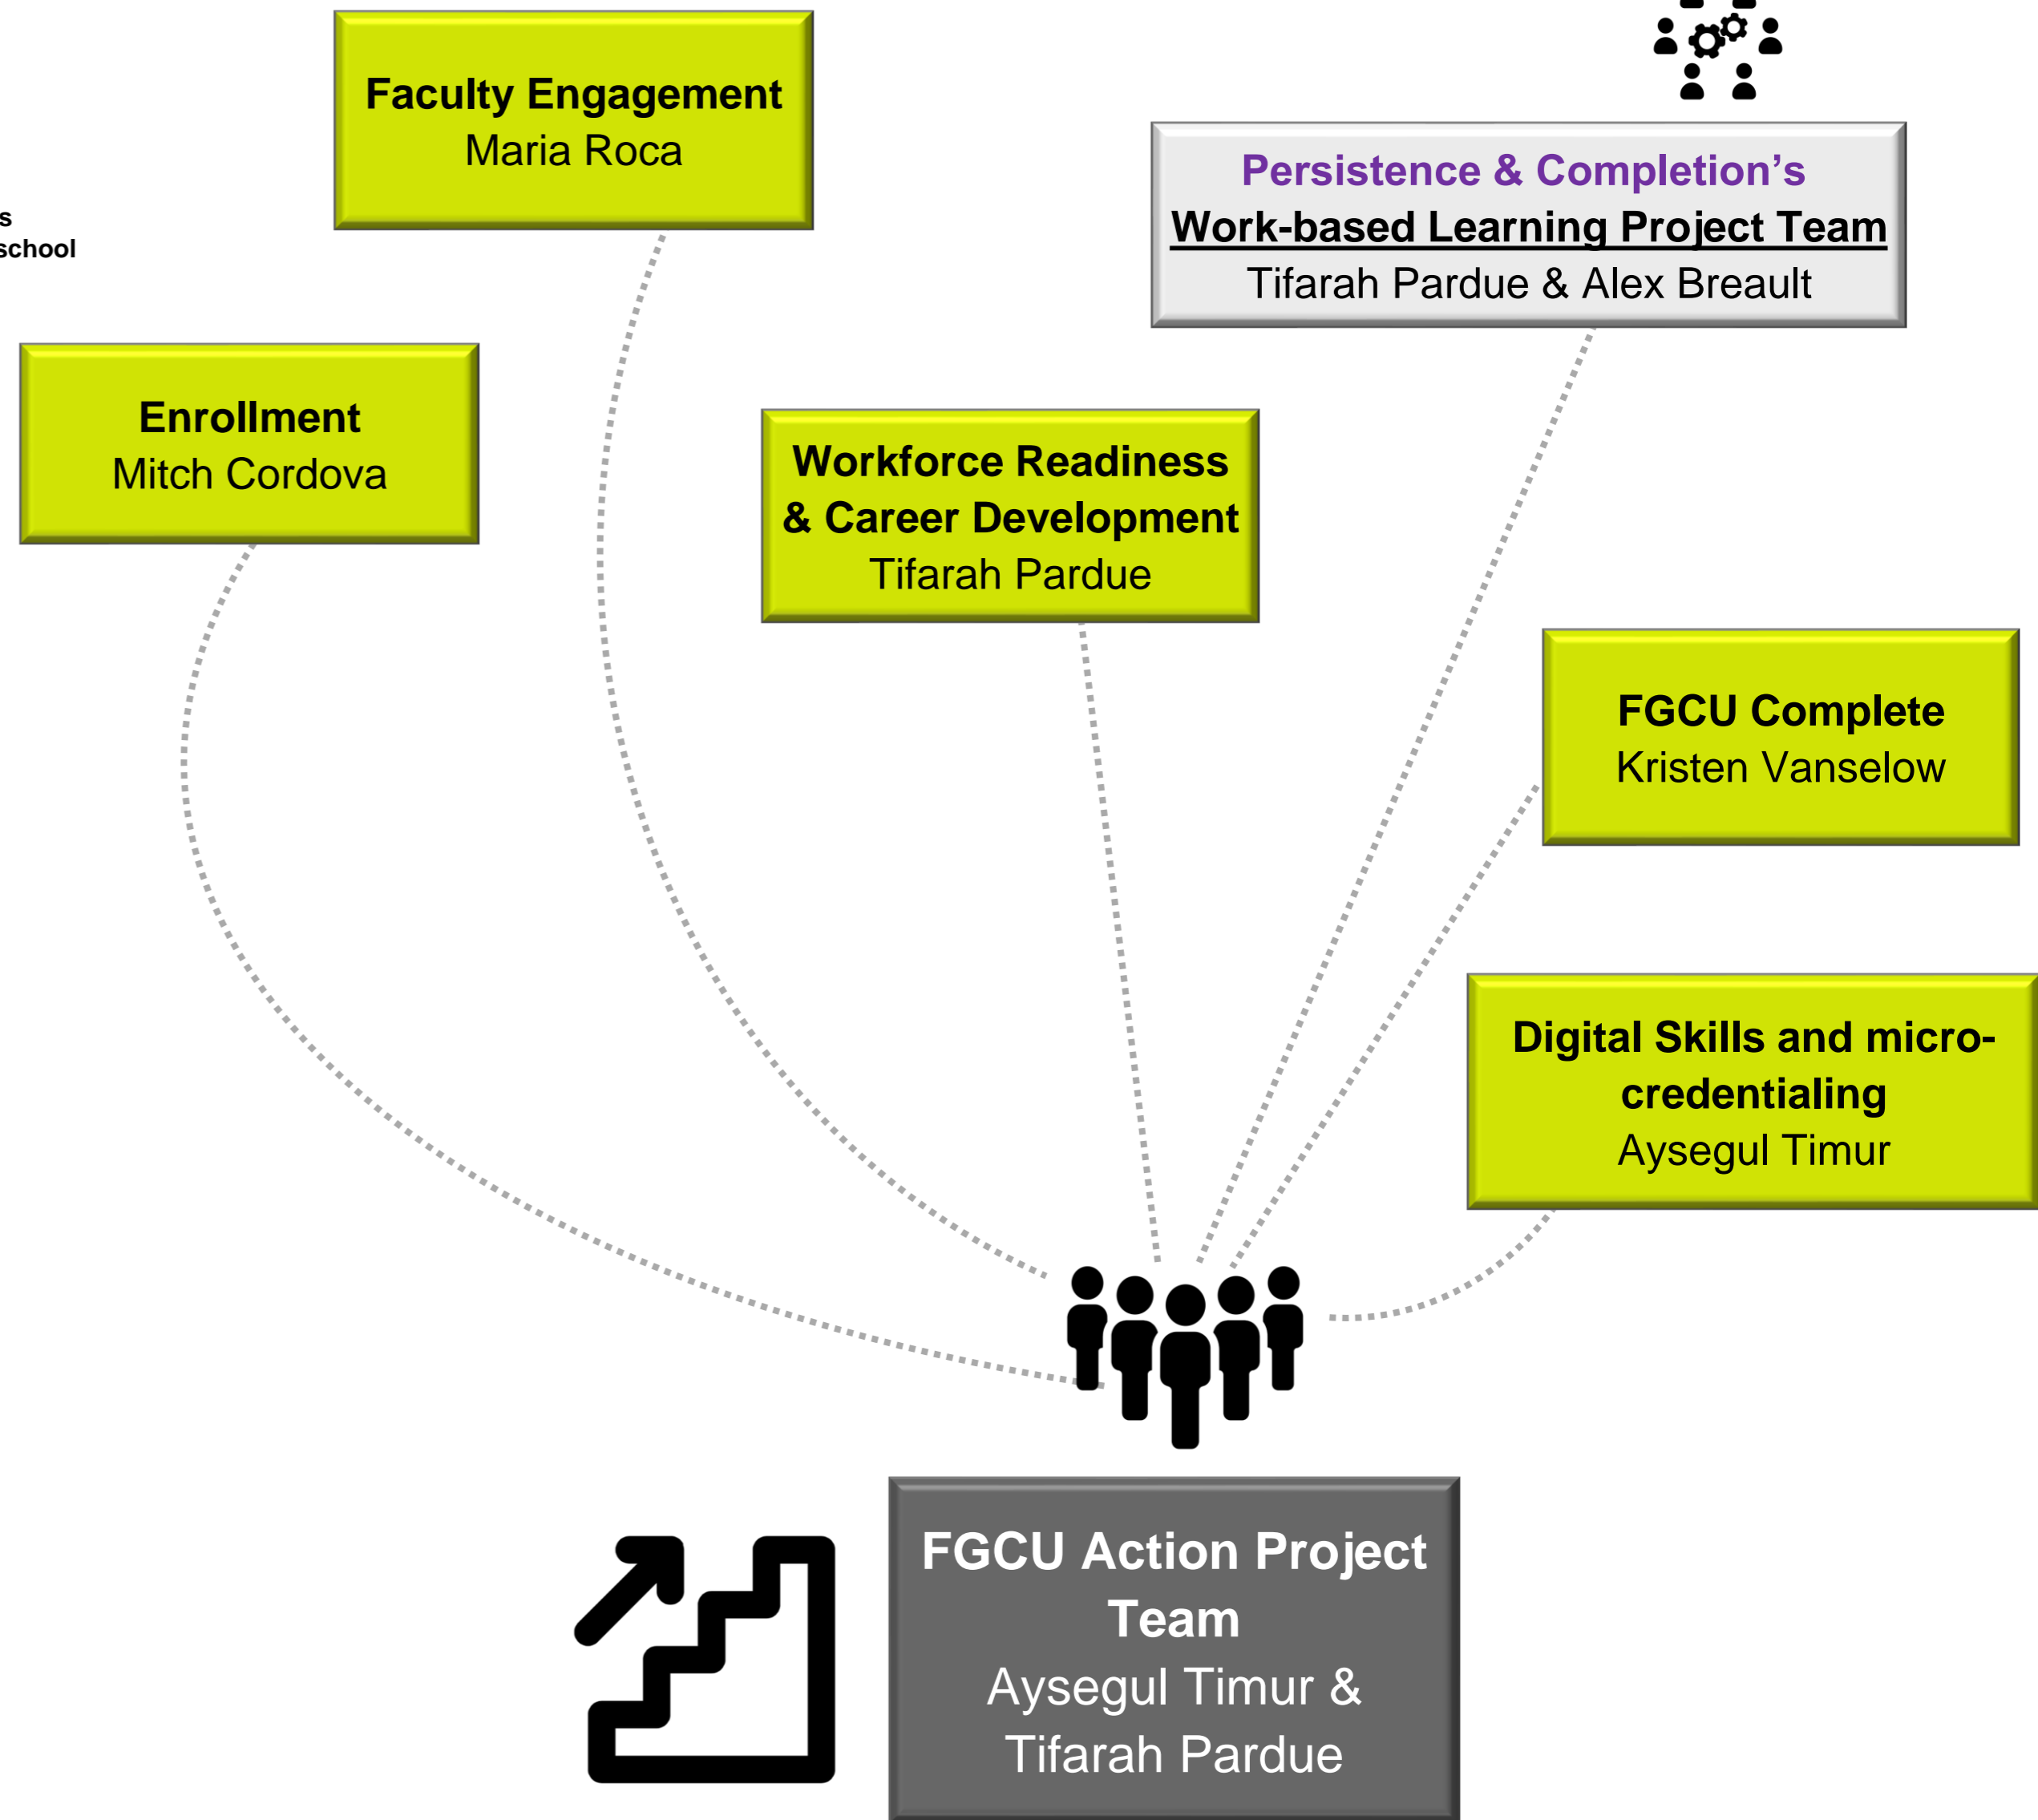 Faculty Engagement
Maria Roca
Persistence & Completion’s
Work-based Learning Project Team
Tifarah Pardue & Alex Breault
s
school
Enrollment
Mitch Cordova
Workforce Readiness
& Career Development
Tifarah Pardue
FGCU Complete
Kristen Vanselow
Digital Skills and micro-
credentialing
Aysegul Timur
FGCU Action Project
Team
Aysegul Timur &
Tifarah Pardue